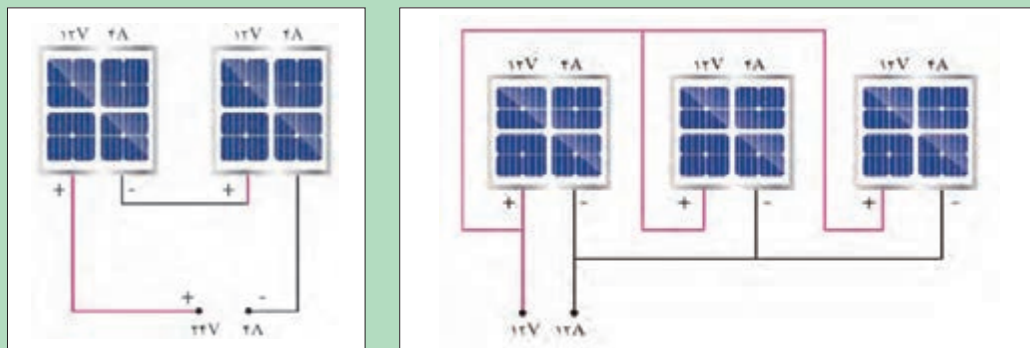 ۱۲V ۴A ۱۲V ۴A
+ - + -
+ -
۲۴V ۴A
۱۲V ۴A ۱۲V ۴A ۱۲V ۴A
+ - + - + -
۱۲V ۱۲A